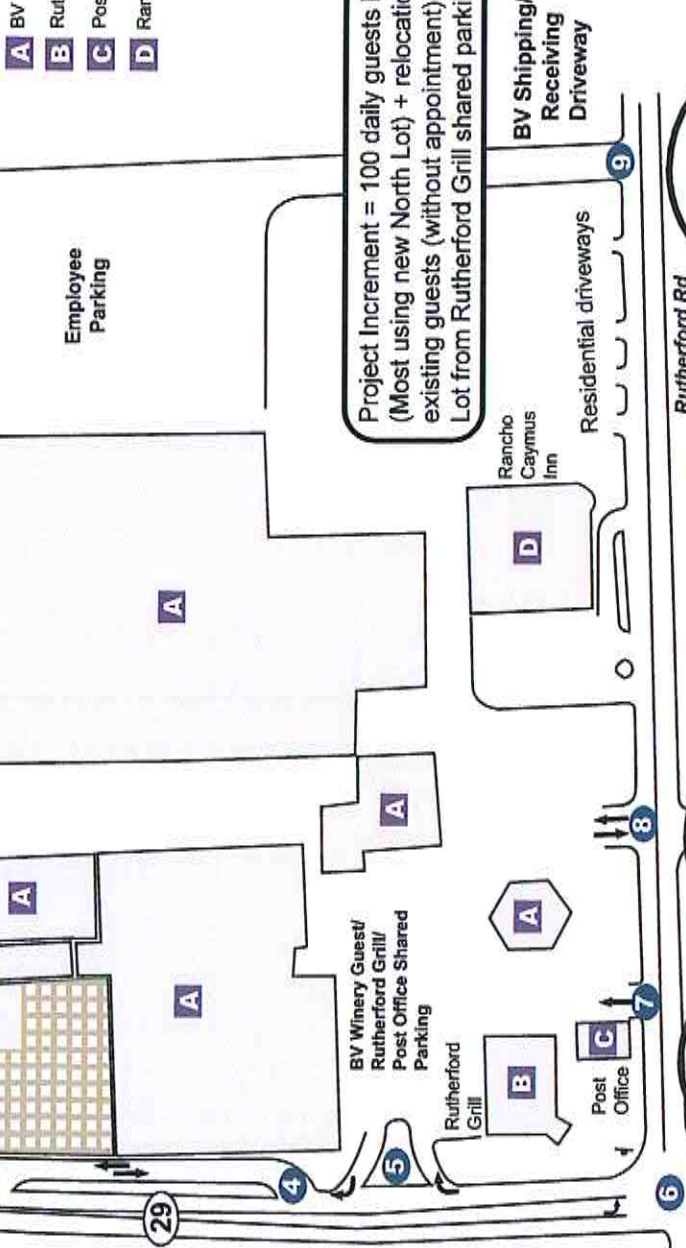 A BV
B Rut
C Pos
D Ran
Employee
Parking
Project Increment = 100 daily guests
(Most using new North Lot) + relocatio
existing guests (without appointment)
Lot from Rutherford Grill shared parki
BV Shipping/
Receiving
Driveway
9
Residential driveways
Rutherford Rd
Rancho
Caymus
Inn
D
A
A
A
A
A
8
7
BV Winery Guest/
Rutherford Grill/
Post Office Shared
Parking
Rutherford
Grill
B
C
Post
Office
4
5
6
29